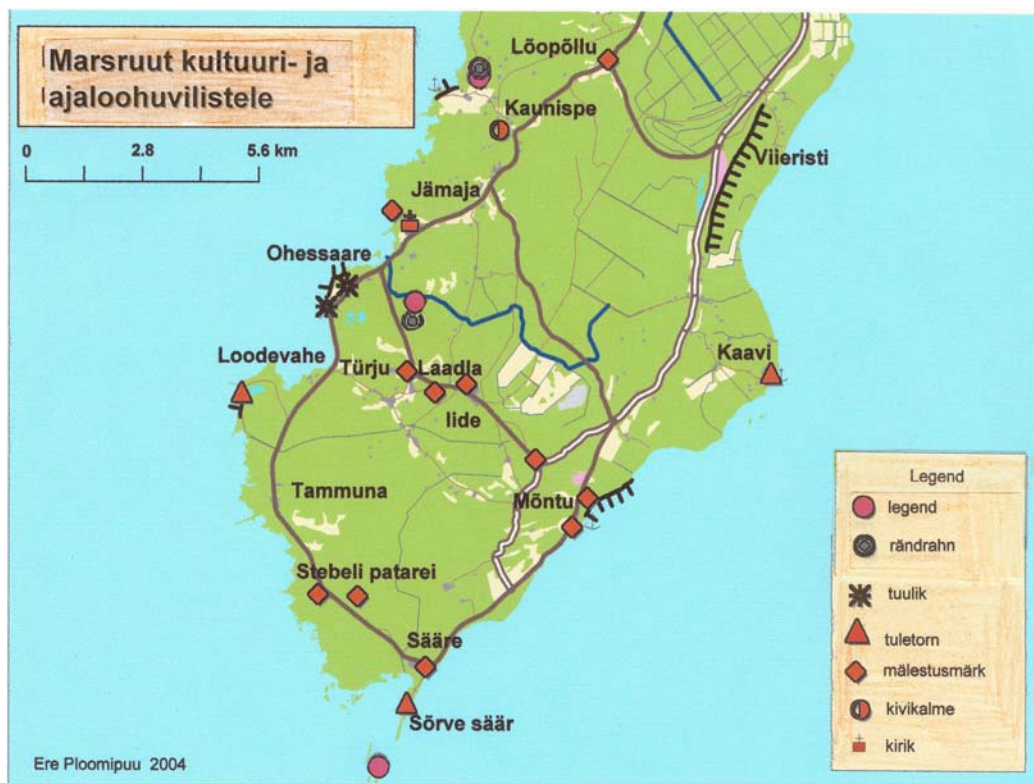 Marsruut kultuuri- ja
ajaloohuvilistele
0 2.8 5.6 km
Lõopõllu
Kaunispe
Viieristi
Jämaja
Ohessaare
Loodevahe
Türju
Laadla
Iide
Kaavi
Tammuna
Mõntu
Stebeli patarei
Sääre
Sõrve säär
Legend
legend
rändrahn
tuulik
tuletorn
mälestusmärk
kivikalme
kirik
Ere Ploomipuu 2004